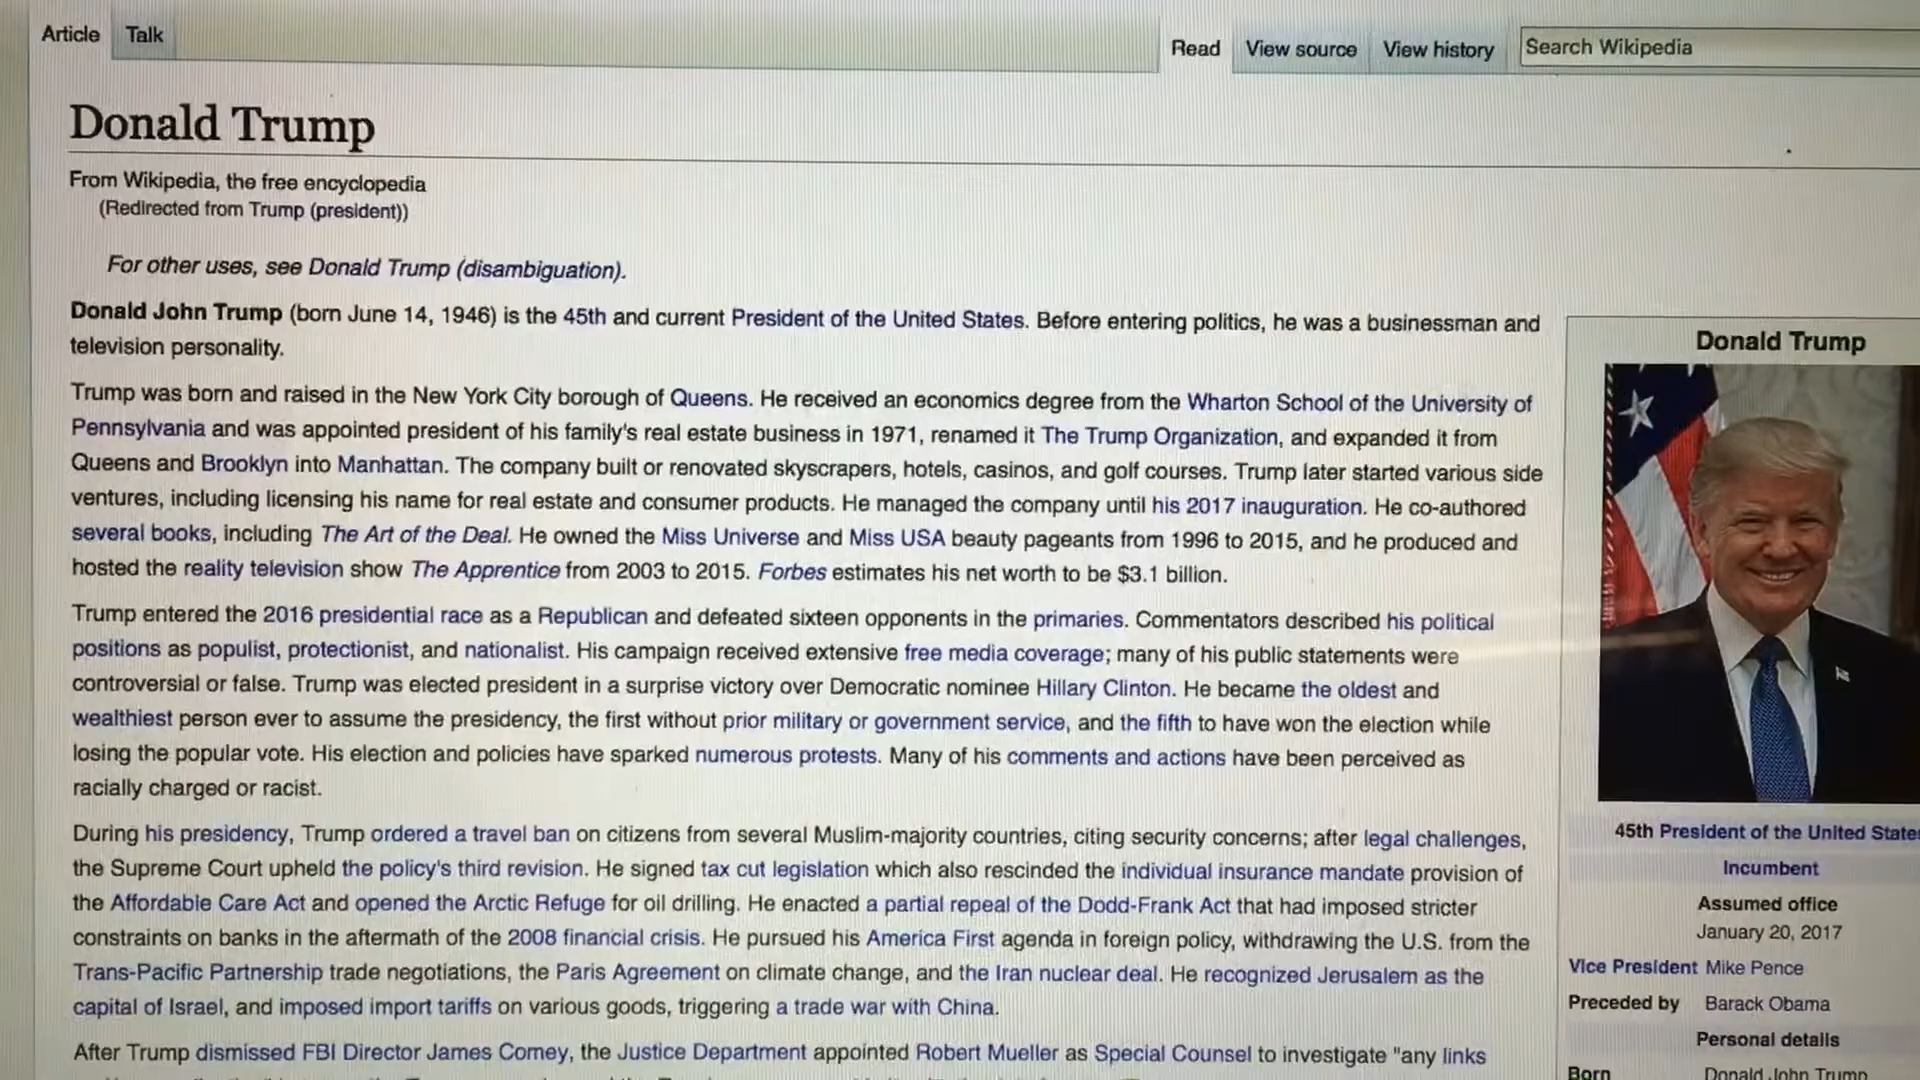 Article
Talk
Read
View source
View history
Search Wikipedia
Donald Trump
From Wikipedia, the free encyclopedia
(Redirected from Trump (president))
For other uses, see Donald Trump (disambiguation).
Donald John Trump (born June 14, 1946) is the 45th and current President of the United States. Before entering politics, he was a businessman and
television personality.
Trump was born and raised in the New York City borough of Queens. He received an economics degree from the Wharton School of the University of
Pennsylvania and was appointed president of his family's real estate business in 1971, renamed it The Trump Organization, and expanded it from
Queens and Brooklyn into Manhattan. The company built or renovated skyscrapers, hotels, casinos, and golf courses. Trump later started various side
ventures, including licensing his name for real estate and consumer products. He managed the company until his 2017 inauguration. He co-authored
several books, including The Art of the Deal. He owned the Miss Universe and Miss USA beauty pageants from 1996 to 2015, and he produced and
hosted the reality television show The Apprentice from 2003 to 2015. Forbes estimates his net worth to be $3.1 billion.
Trump entered the 2016 presidential race as a Republican and defeated sixteen opponents in the primaries. Commentators described his political
positions as populist, protectionist, and nationalist. His campaign received extensive free media coverage; many of his public statements were
controversial or false. Trump was elected president in a surprise victory over Democratic nominee Hillary Clinton. He became the oldest and
wealthiest person ever to assume the presidency, the first without prior military or government service, and the fifth to have won the election while
losing the popular vote. His election and policies have sparked numerous protests. Many of his comments and actions have been perceived as
racially charged or racist.
During his presidency, Trump ordered a travel ban on citizens from several Muslim-majority countries, citing security concerns; after legal challenges,
the Supreme Court upheld the policy's third revision. He signed tax cut legislation which also rescinded the individual insurance mandate provision of
the Affordable Care Act and opened the Arctic Refuge for oil drilling. He enacted a partial repeal of the Dodd-Frank Act that had imposed stricter
constraints on banks in the aftermath of the 2008 financial crisis. He pursued his America First agenda in foreign policy, withdrawing the U.S. from the
Trans-Pacific Partnership trade negotiations, the Paris Agreement on climate change, and the Iran nuclear deal. He recognized Jerusalem as the
capital of Israel, and imposed import tariffs on various goods, triggering a trade war with China.
After Trump dismissed FBI Director James Comey, the Justice Department appointed Robert Mueller as Special Counsel to investigate "any links
Donald Trump
45th President of the United State
Incumbent
Assumed office
January 20, 2017
Vice President Mike Pence
Preceded by Barack Obama
Personal details
Born Donald John Trump